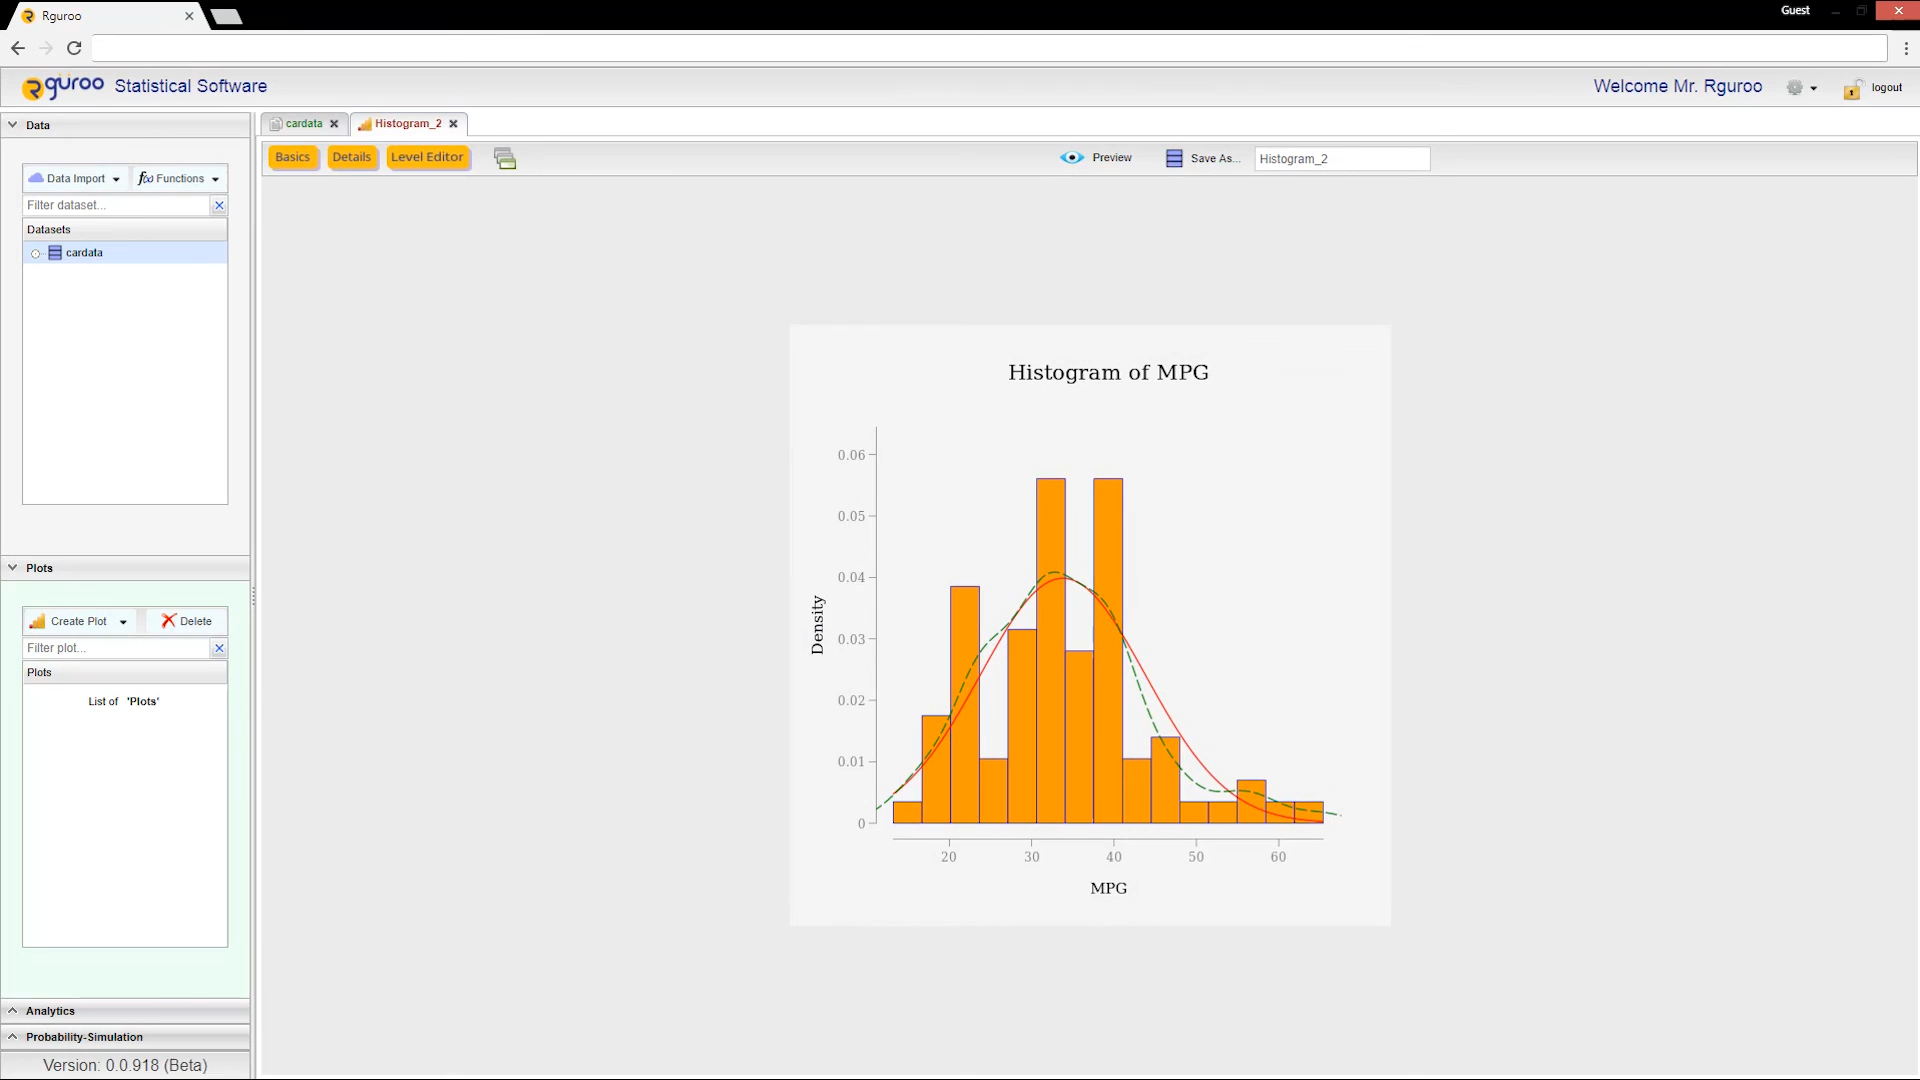 Rguroo
Guest
Rguroo Statistical Software
Welcome Mr. Rguroo
logout
Data
cardata
Histogram_2
Basics
Details
Level Editor
Preview
Save As...
Histogram_2
Data Import
f(x) Functions
Filter dataset...
Datasets
cardata
Plots
Create Plot
Delete
Filter plot...
Plots
List of 'Plots'
Analytics
Probability-Simulation
Version: 0.0.918 (Beta)
Histogram of MPG
Density
0.06
0.05
0.04
0.03
0.02
0.01
0
20 30 40 50 60
MPG